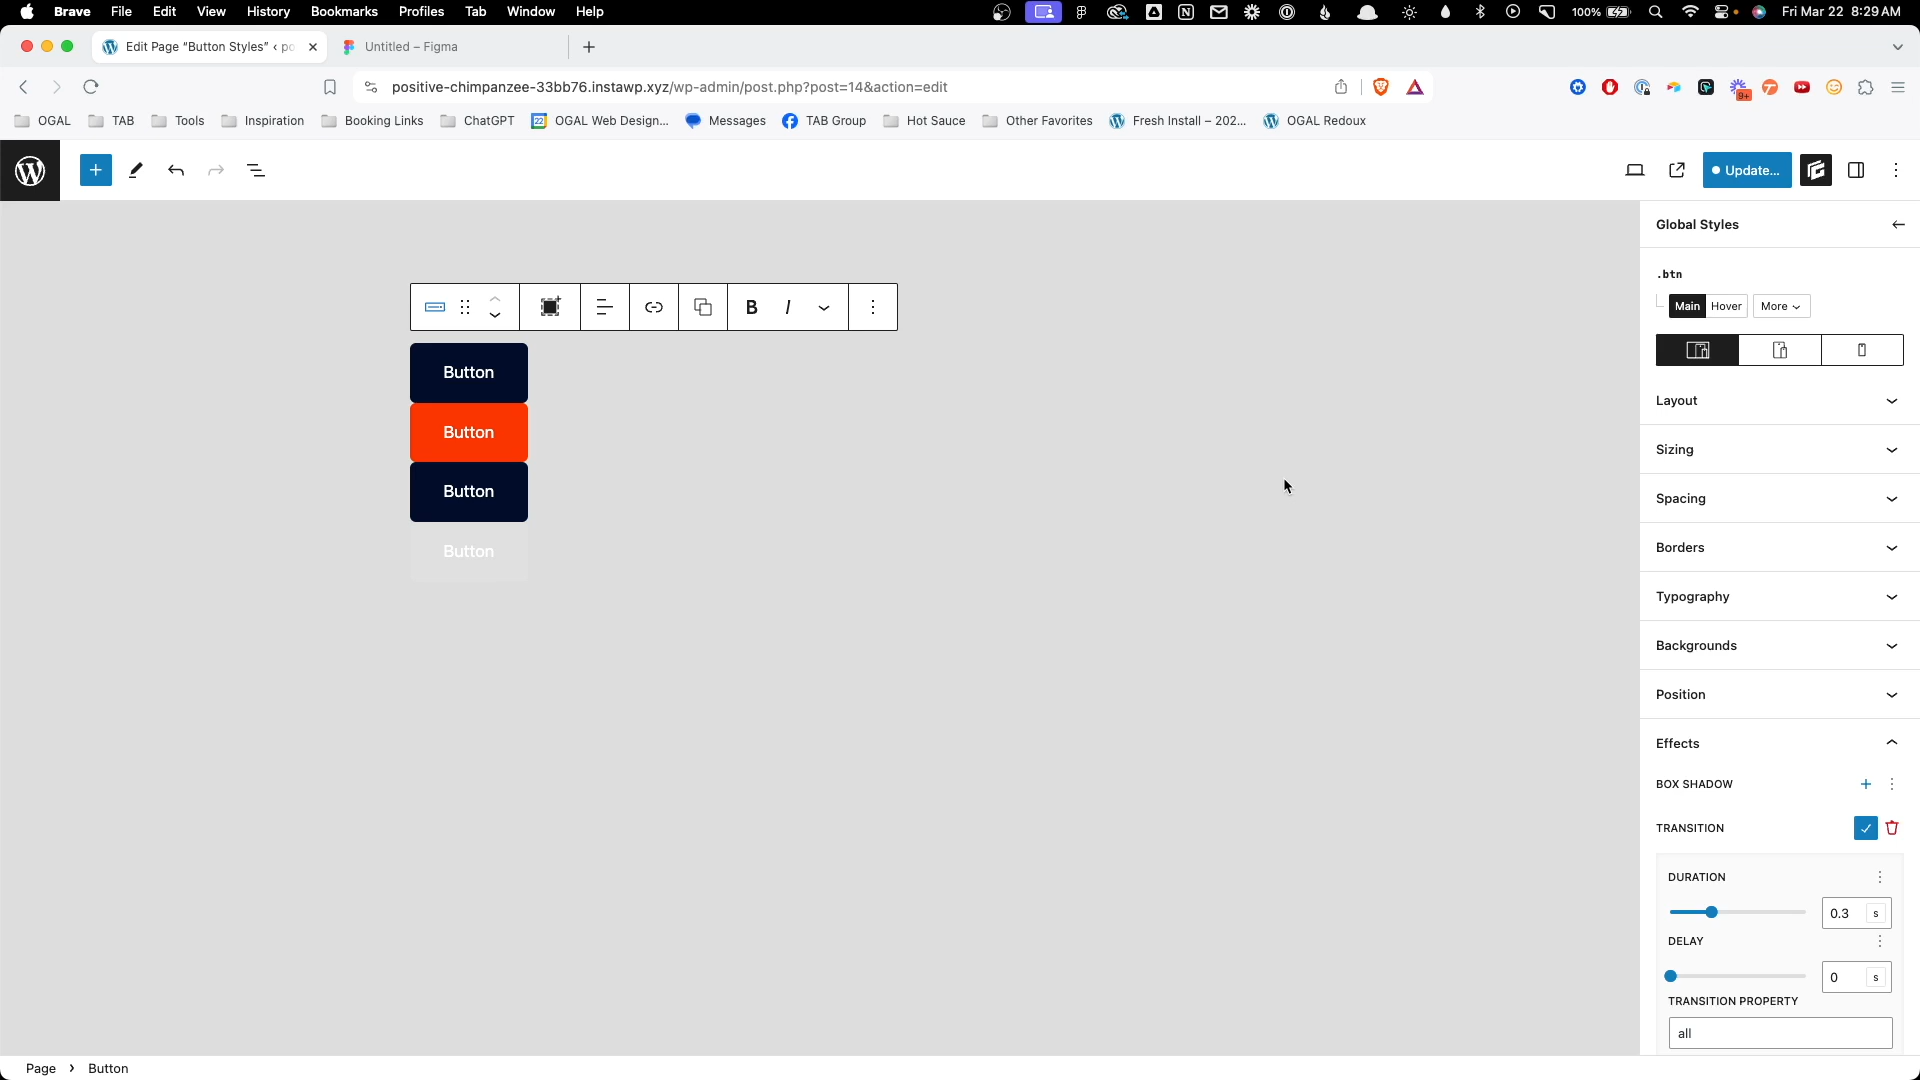 Brave File Edit View History Bookmarks Profiles Tab Window Help 100% Fri Mar 22 8:29 AM
Edit Page "Button Styles" ‹ po Untitled – Figma
positive-chimpanzee-33bb76.instawp.xyz/wp-admin/post.php?post=14&action=edit 9+
OGAL TAB Tools Inspiration Booking Links ChatGPT 22 OGAL Web Design... Messages TAB Group Hot Sauce Other Favorites Fresh Install – 202... OGAL Redoux
Update...
Global Styles
.btn
Main Hover More
B I
Button
Button
Button
Button
Layout
Sizing
Spacing
Borders
Typography
Backgrounds
Position
Effects
BOX SHADOW
TRANSITION
DURATION
0.3 s
DELAY
0 s
TRANSITION PROPERTY
all
Page › Button